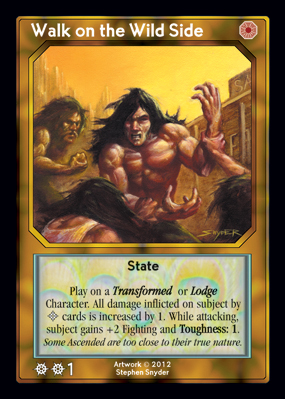 Walk on the Wild Side
SNYDER
State
Play on a Transformed or Lodge
Character. All damage inflicted on subject by
cards is increased by 1. While attacking,
subject gains +2 Fighting and Toughness: 1.
Some Ascended are too close to their true nature.
1
Artwork © 2012
Stephen Snyder